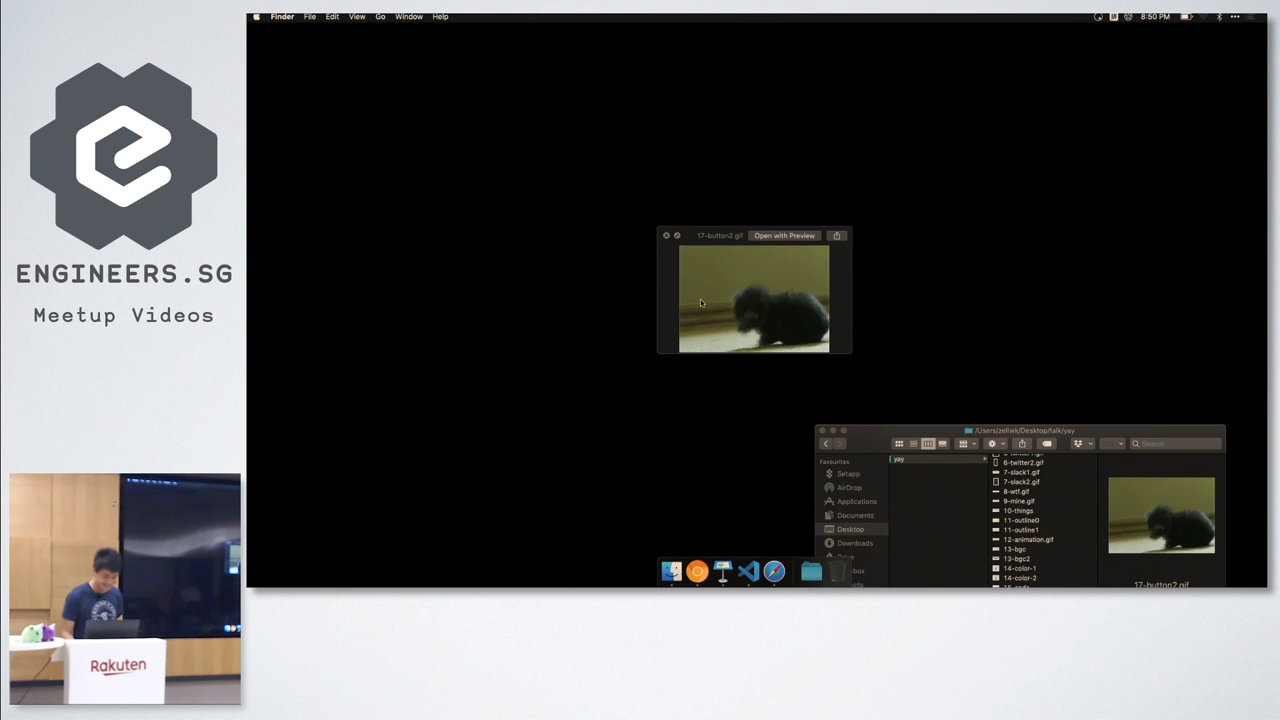 Finder File Edit View Go Window Help
8:50 PM
ENGINEERS.SG
Meetup Videos
17-button2.gif Open with Preview
/Users/zellwk/Desktop/talk/yay
Search
Favourites
Setapp
AirDrop
Applications
Documents
Desktop
Downloads
yay
6-twitter2.gif
7-slack1.gif
7-slack2.gif
8-wtf.gif
9-mine.gif
10-things
11-outline0
11-outline1
12-animation.gif
13-bgc
13-bgc2
14-color-1
14-color-2
17-button2.gif
Rakuten